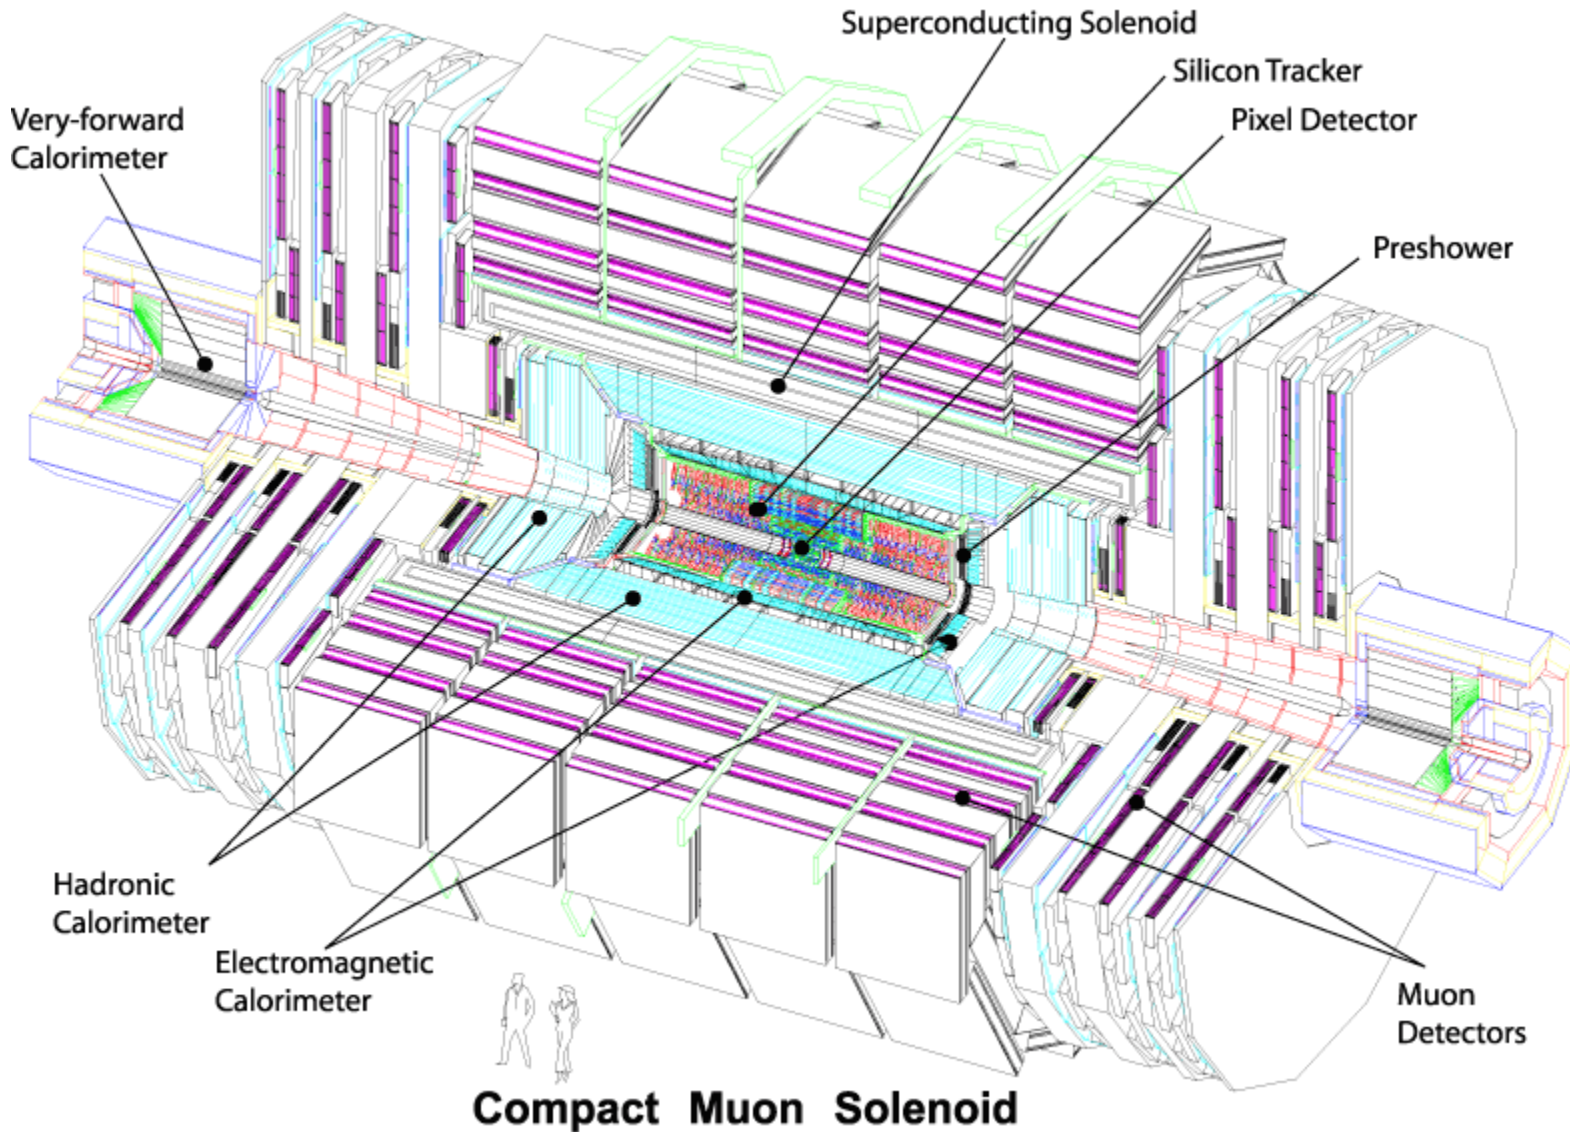 Superconducting Solenoid
Silicon Tracker
Pixel Detector
Very-forward
Calorimeter
Preshower
Hadronic
Calorimeter
Electromagnetic
Calorimeter
Muon
Detectors
Compact Muon Solenoid